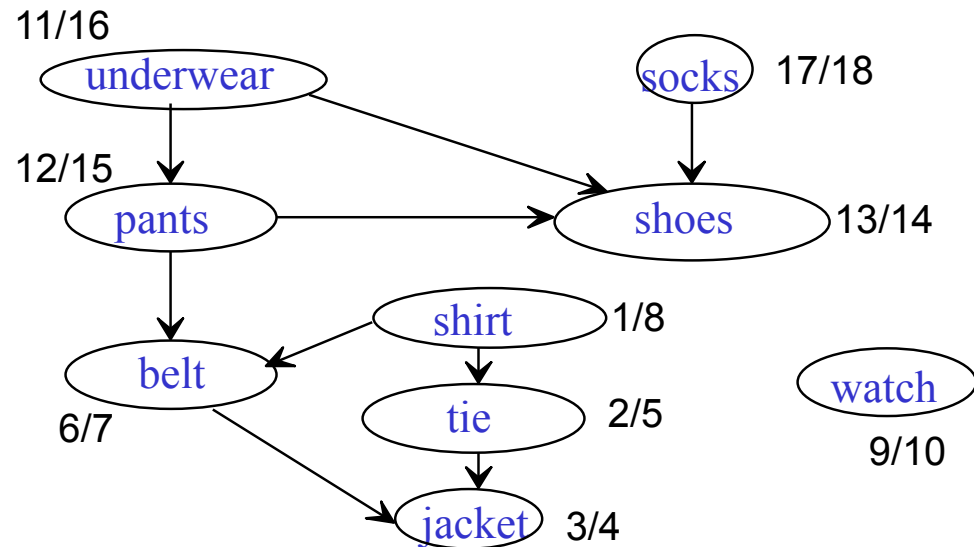 11/16
underwear
socks
17/18
12/15
pants
shoes
13/14
shirt
1/8
belt
watch
6/7
tie
2/5
9/10
jacket
3/4